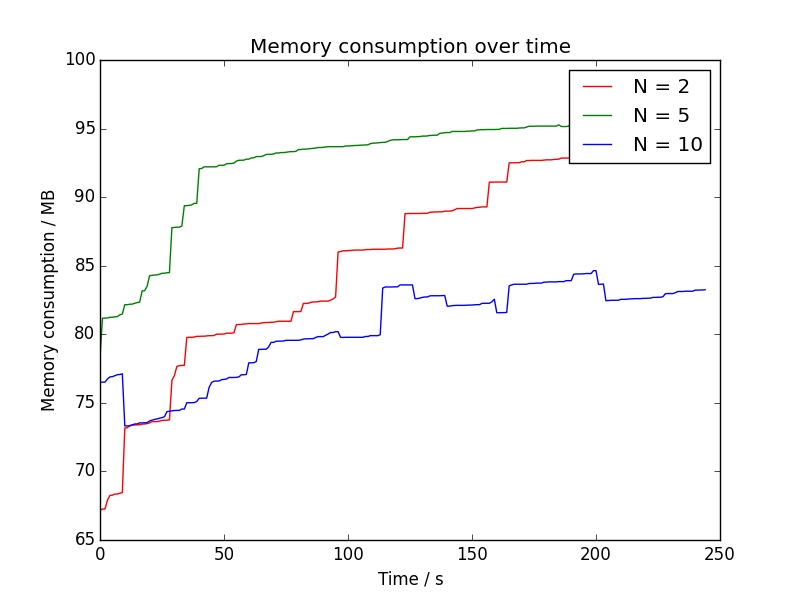 Memory consumption over time
N = 2
N = 5
N = 10
Memory consumption / MB
100
95
90
85
80
75
70
65
0 50 100 150 200 250
Time / s